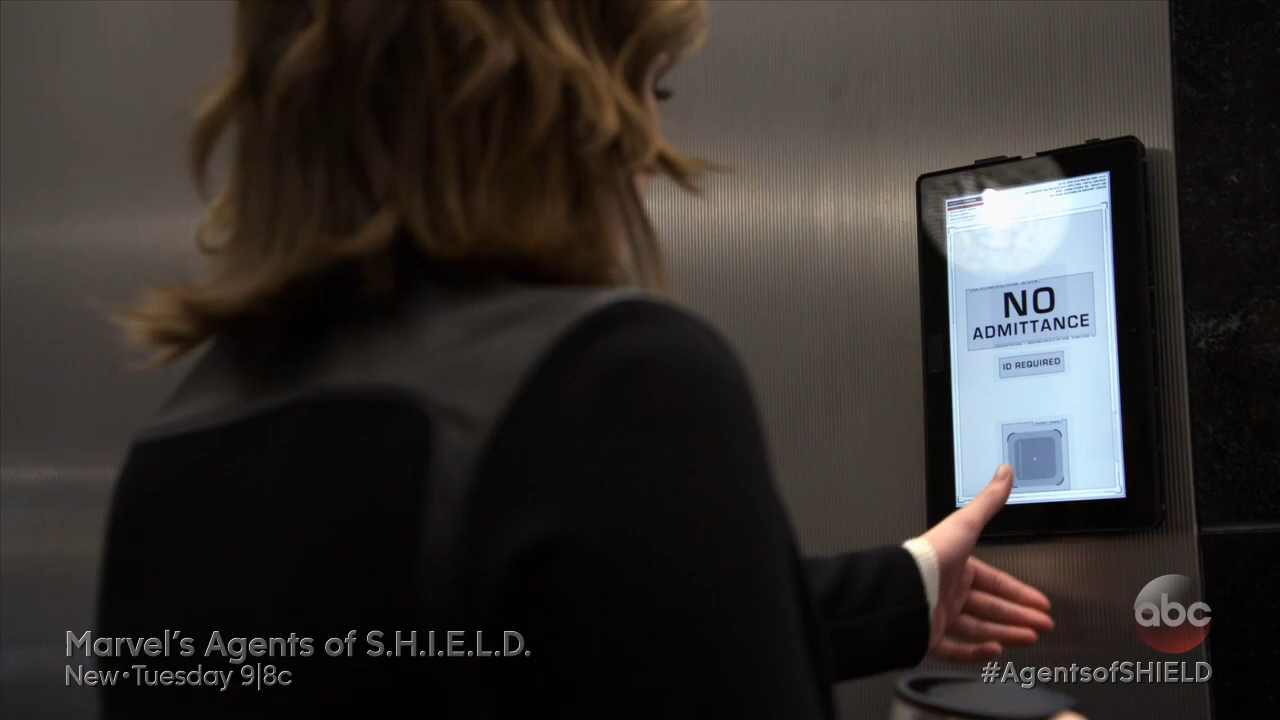 NO
ADMITTANCE
ID REQUIRED
Marvel's Agents of S.H.I.E.L.D.
New•Tuesday 9|8c
abc
#AgentsofSHIELD